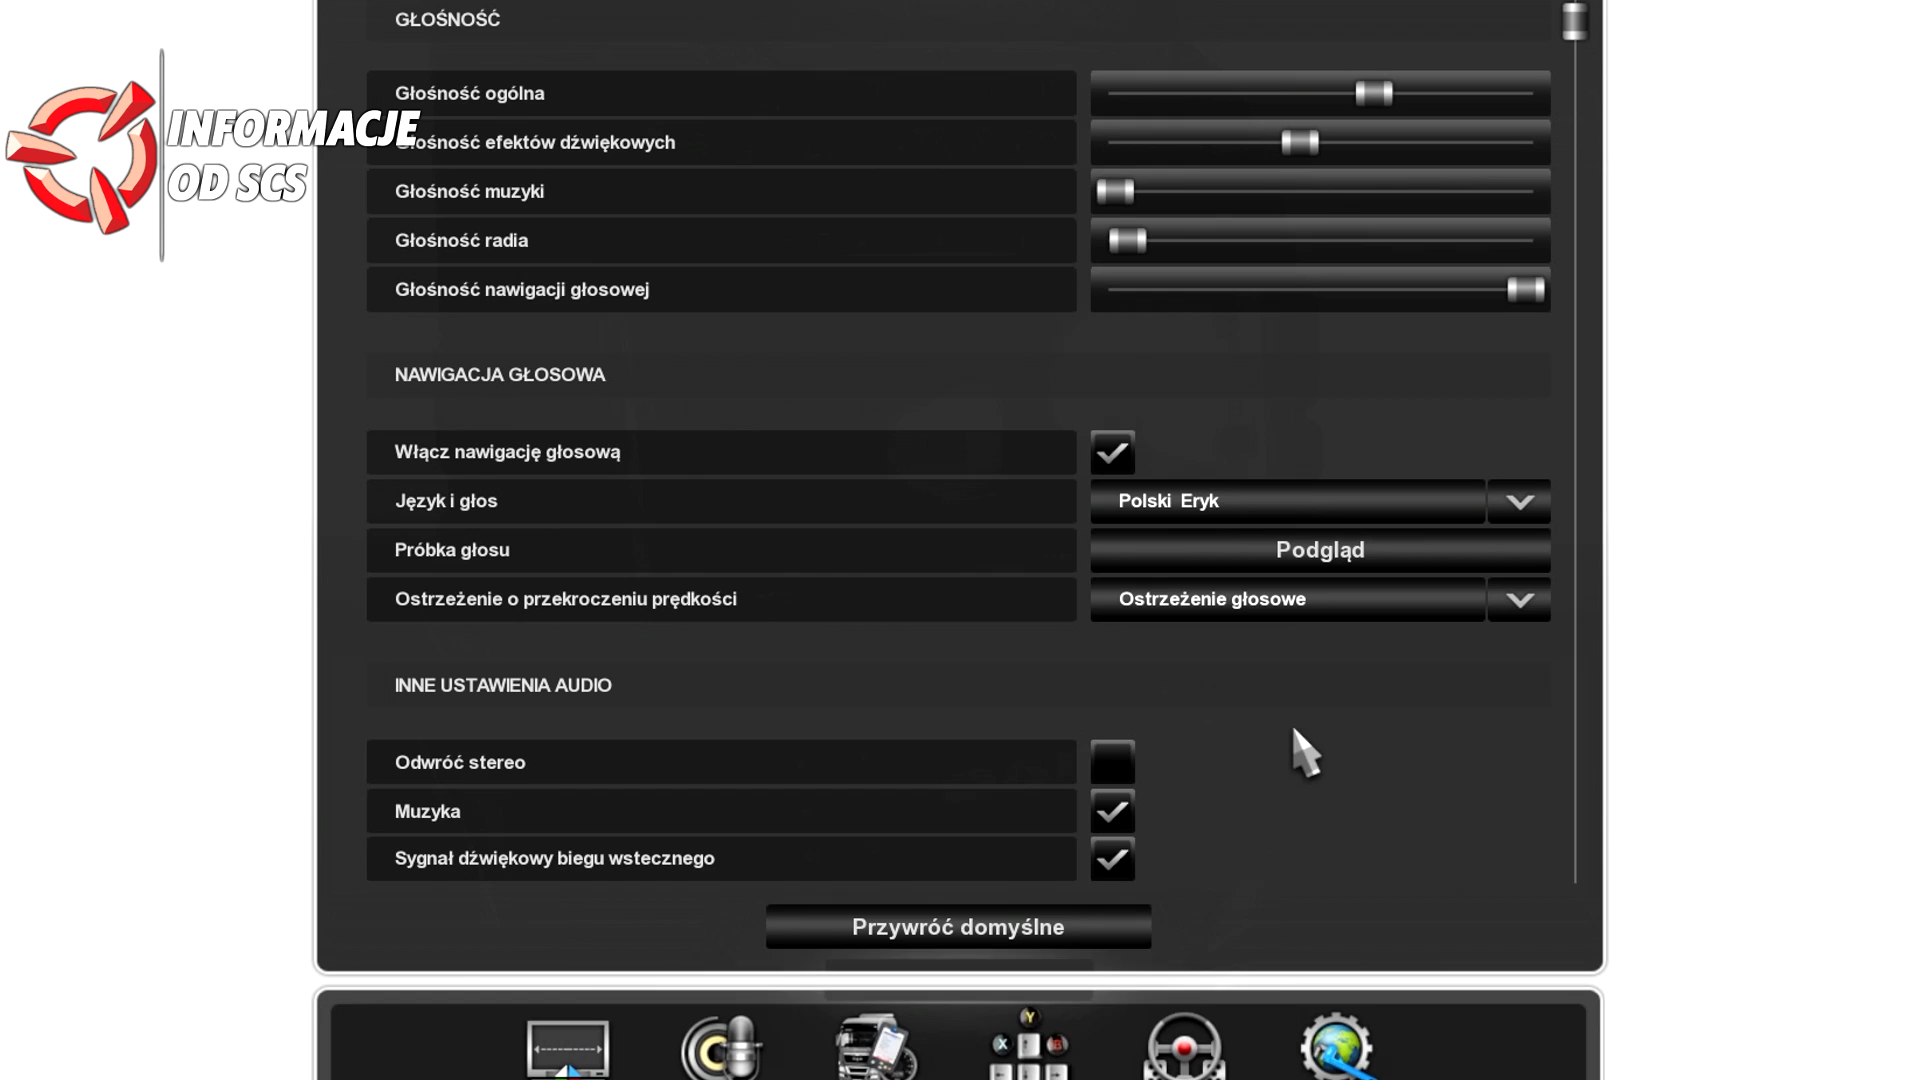 GŁOŚNOŚĆ
Głośność ogólna
INFORMACJE
OD SCS
Głośność efektów dźwiękowych
Głośność muzyki
Głośność radia
Głośność nawigacji głosowej
NAWIGACJA GŁOSOWA
Włącz nawigację głosową
Język i głos
Polski Eryk
Próbka głosu
Podgląd
Ostrzeżenie o przekroczeniu prędkości
Ostrzeżenie głosowe
INNE USTAWIENIA AUDIO
Odwróć stereo
Muzyka
Sygnał dźwiękowy biegu wstecznego
Przywróć domyślne
Y
X
B